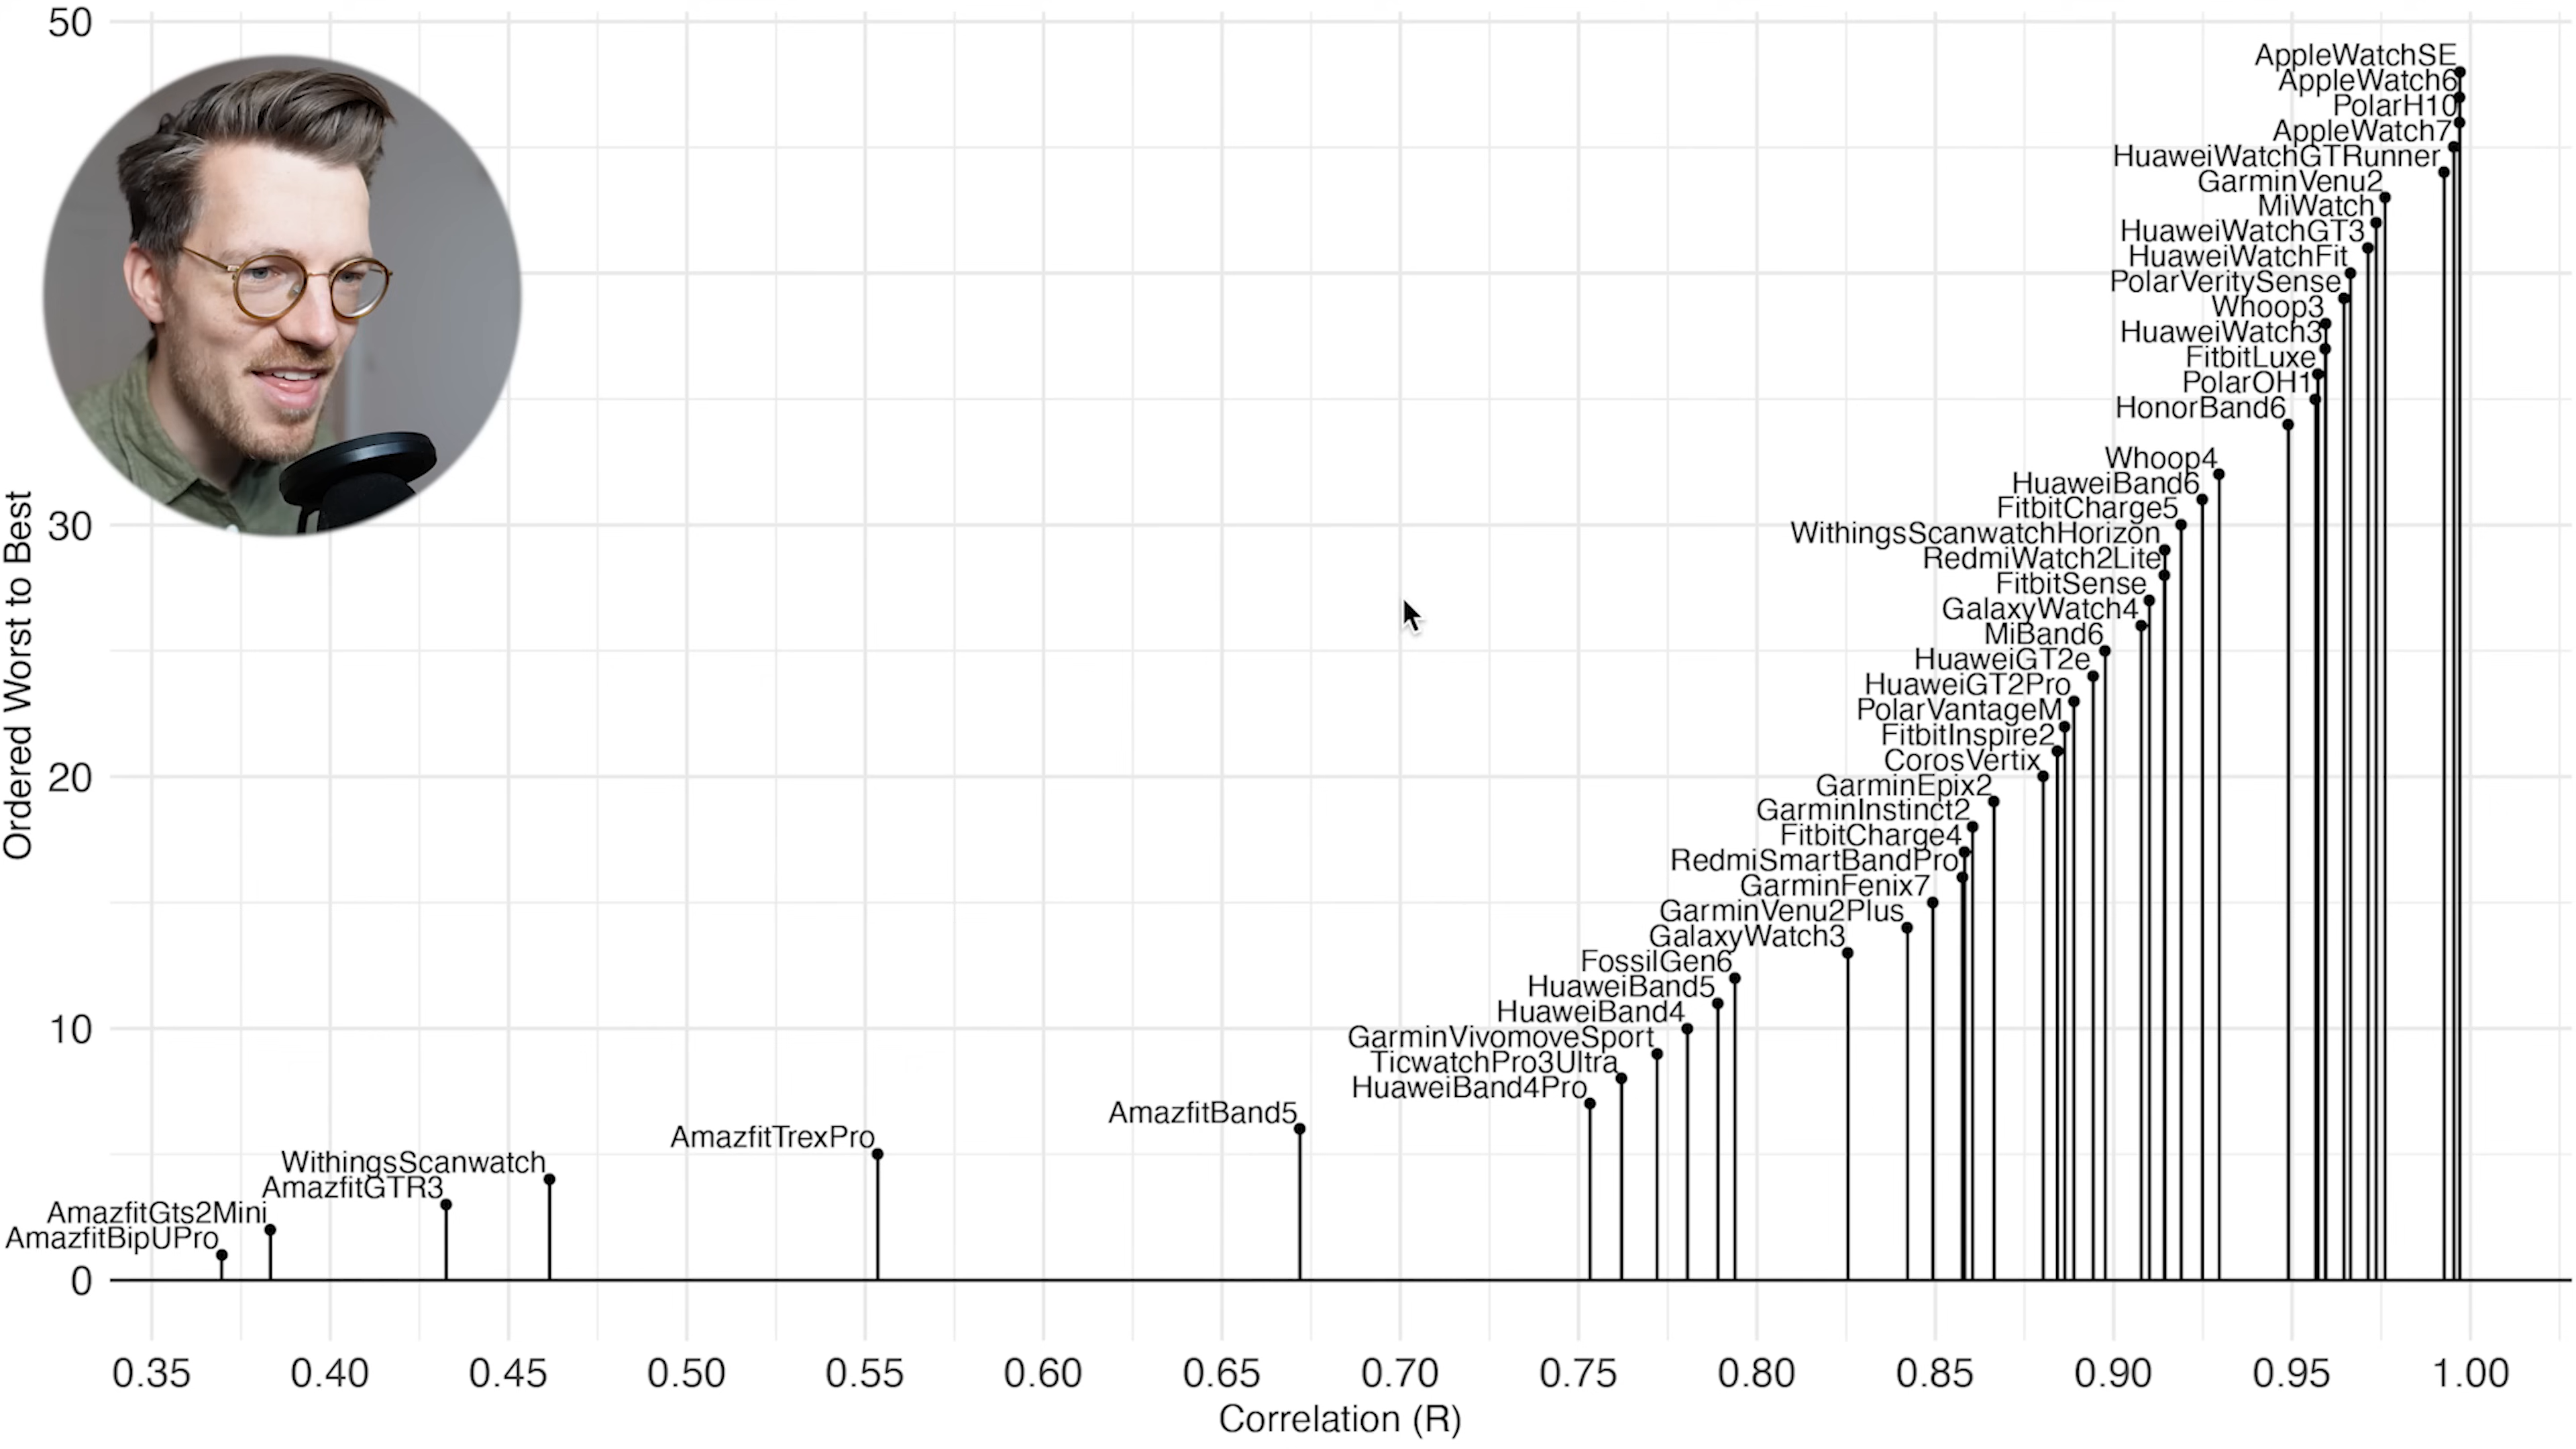 50
30
20
10
0
Ordered Worst to Best
AppleWatchSE
AppleWatch6
PolarH10
AppleWatch7
HuaweiWatchGTRunner
GarminVenu2
MiWatch
HuaweiWatchGT3
HuaweiWatchFit
PolarVeritySense
Whoop3
HuaweiWatch3
FitbitLuxe
PolarOH1
HonorBand6
Whoop4
HuaweiBand6
FitbitCharge5
WithingsScanwatchHorizon
RedmiWatch2Lite
FitbitSense
GalaxyWatch4
MiBand6
HuaweiGT2e
HuaweiGT2Pro
PolarVantageM
FitbitInspire2
CorosVertix
GarminEpix2
GarminInstinct2
FitbitCharge4
RedmiSmartBandPro
GarminFenix7
GarminVenu2Plus
GalaxyWatch3
FossilGen6
HuaweiBand5
HuaweiBand4
GarminVivomoveSport
TicwatchPro3Ultra
HuaweiBand4Pro
AmazfitBand5
AmazfitTrexPro
WithingsScanwatch
AmazfitGTR3
AmazfitGts2Mini
AmazfitBipUPro
0.35 0.40 0.45 0.50 0.55 0.60 0.65 0.70 0.75 0.80 0.85 0.90 0.95 1.00
Correlation (R)